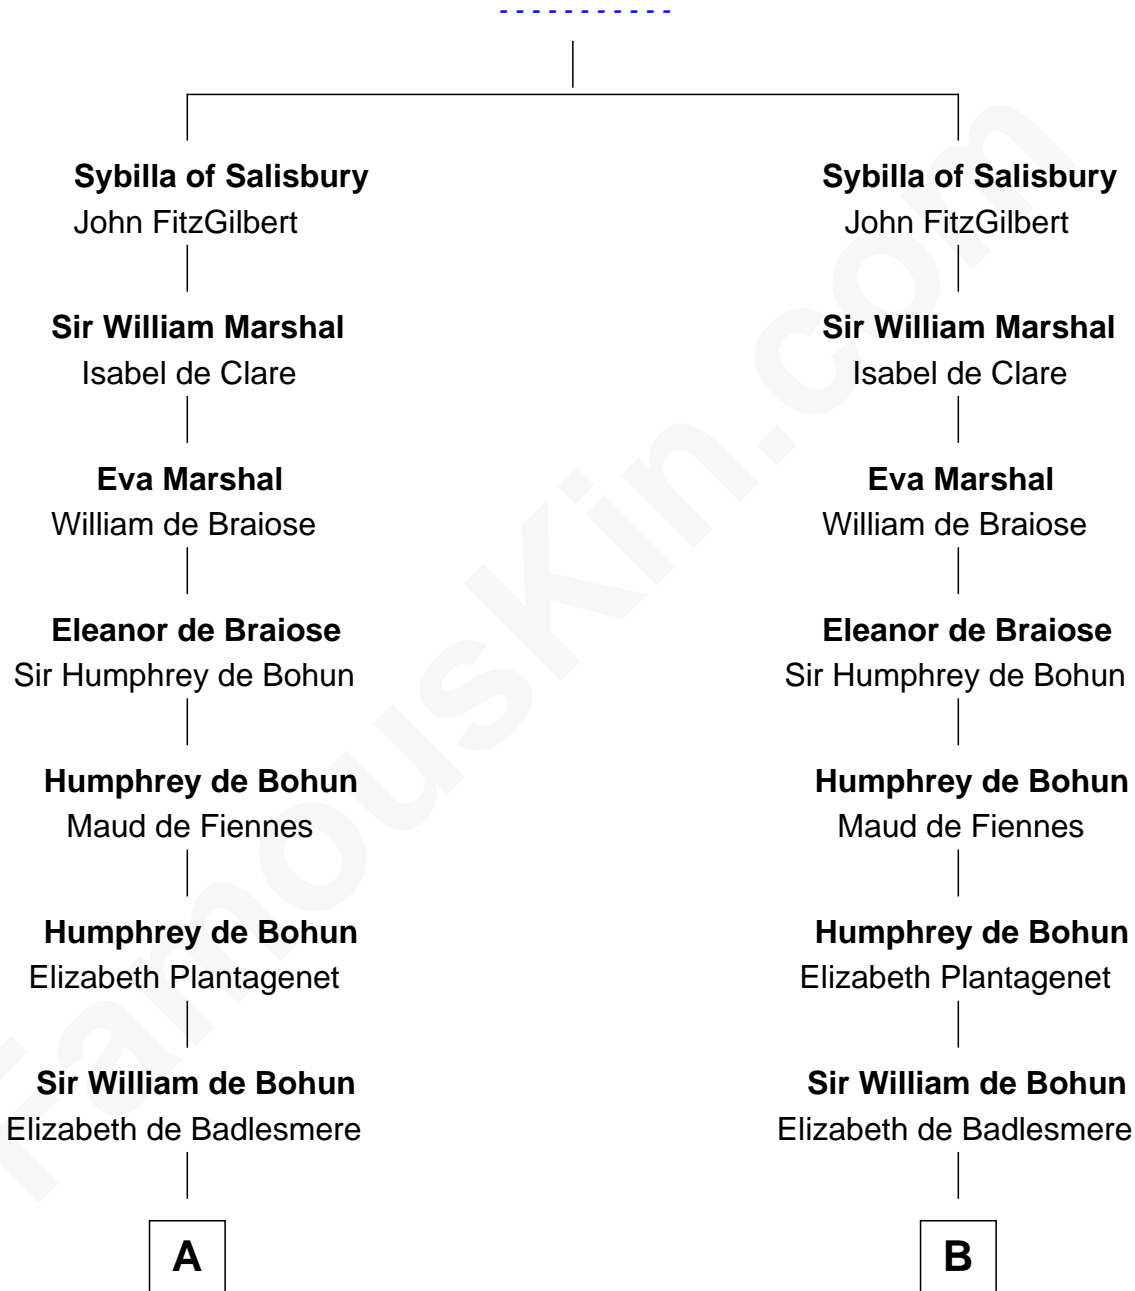 - - - - - - - - - - -
Sybilla of Salisbury
John FitzGilbert
Sir William Marshal
Isabel de Clare
Eva Marshal
William de Braiose
Eleanor de Braiose
Sir Humphrey de Bohun
Humphrey de Bohun
Maud de Fiennes
Humphrey de Bohun
Elizabeth Plantagenet
Sir William de Bohun
Elizabeth de Badlesmere
A
Sybilla of Salisbury
John FitzGilbert
Sir William Marshal
Isabel de Clare
Eva Marshal
William de Braiose
Eleanor de Braiose
Sir Humphrey de Bohun
Humphrey de Bohun
Maud de Fiennes
Humphrey de Bohun
Elizabeth Plantagenet
Sir William de Bohun
Elizabeth de Badlesmere
B
FamousKin.com